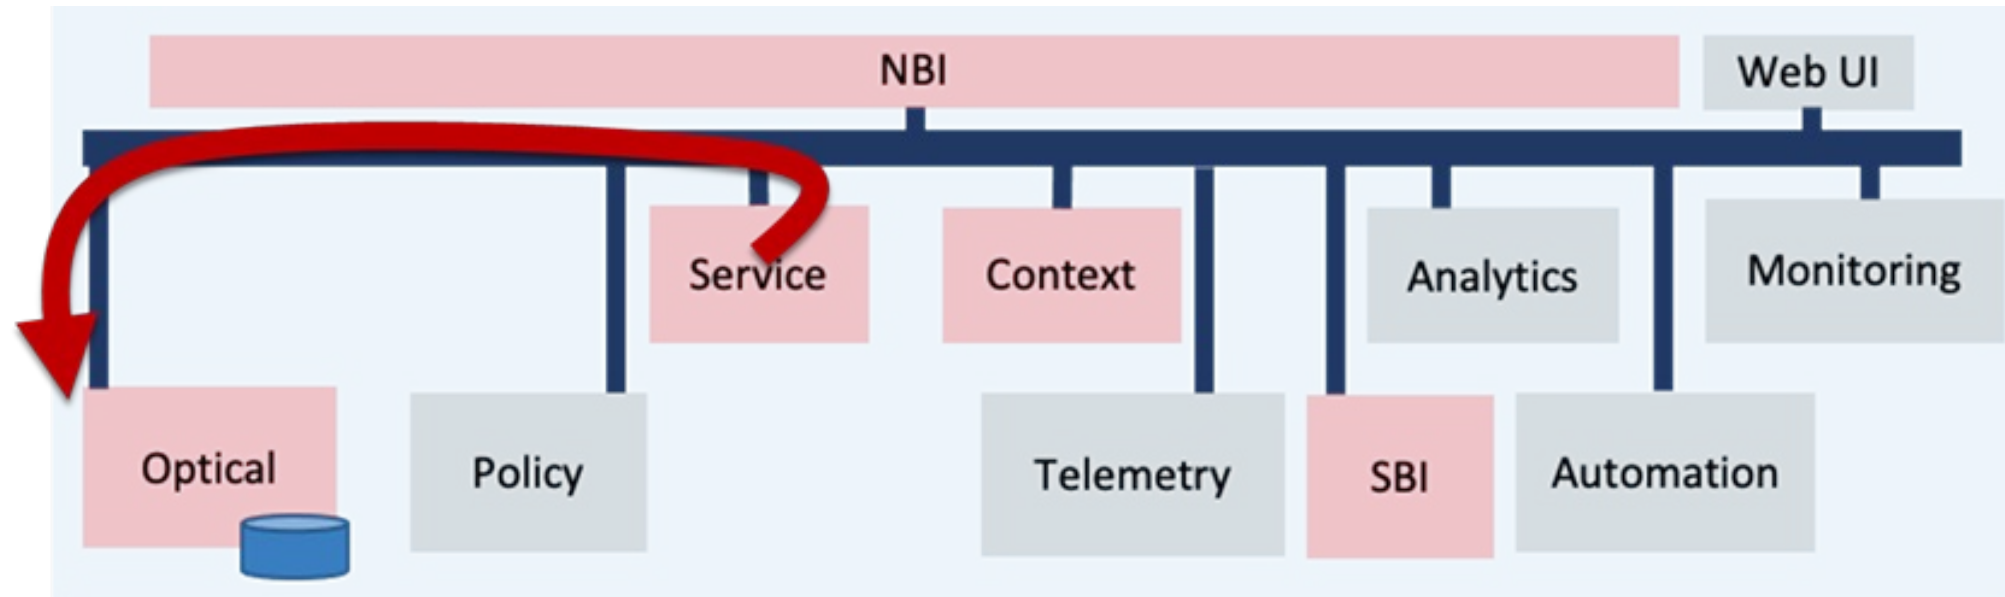 NBI
Web UI
Service
Context
Analytics
Monitoring
Optical
Policy
Telemetry
SBI
Automation